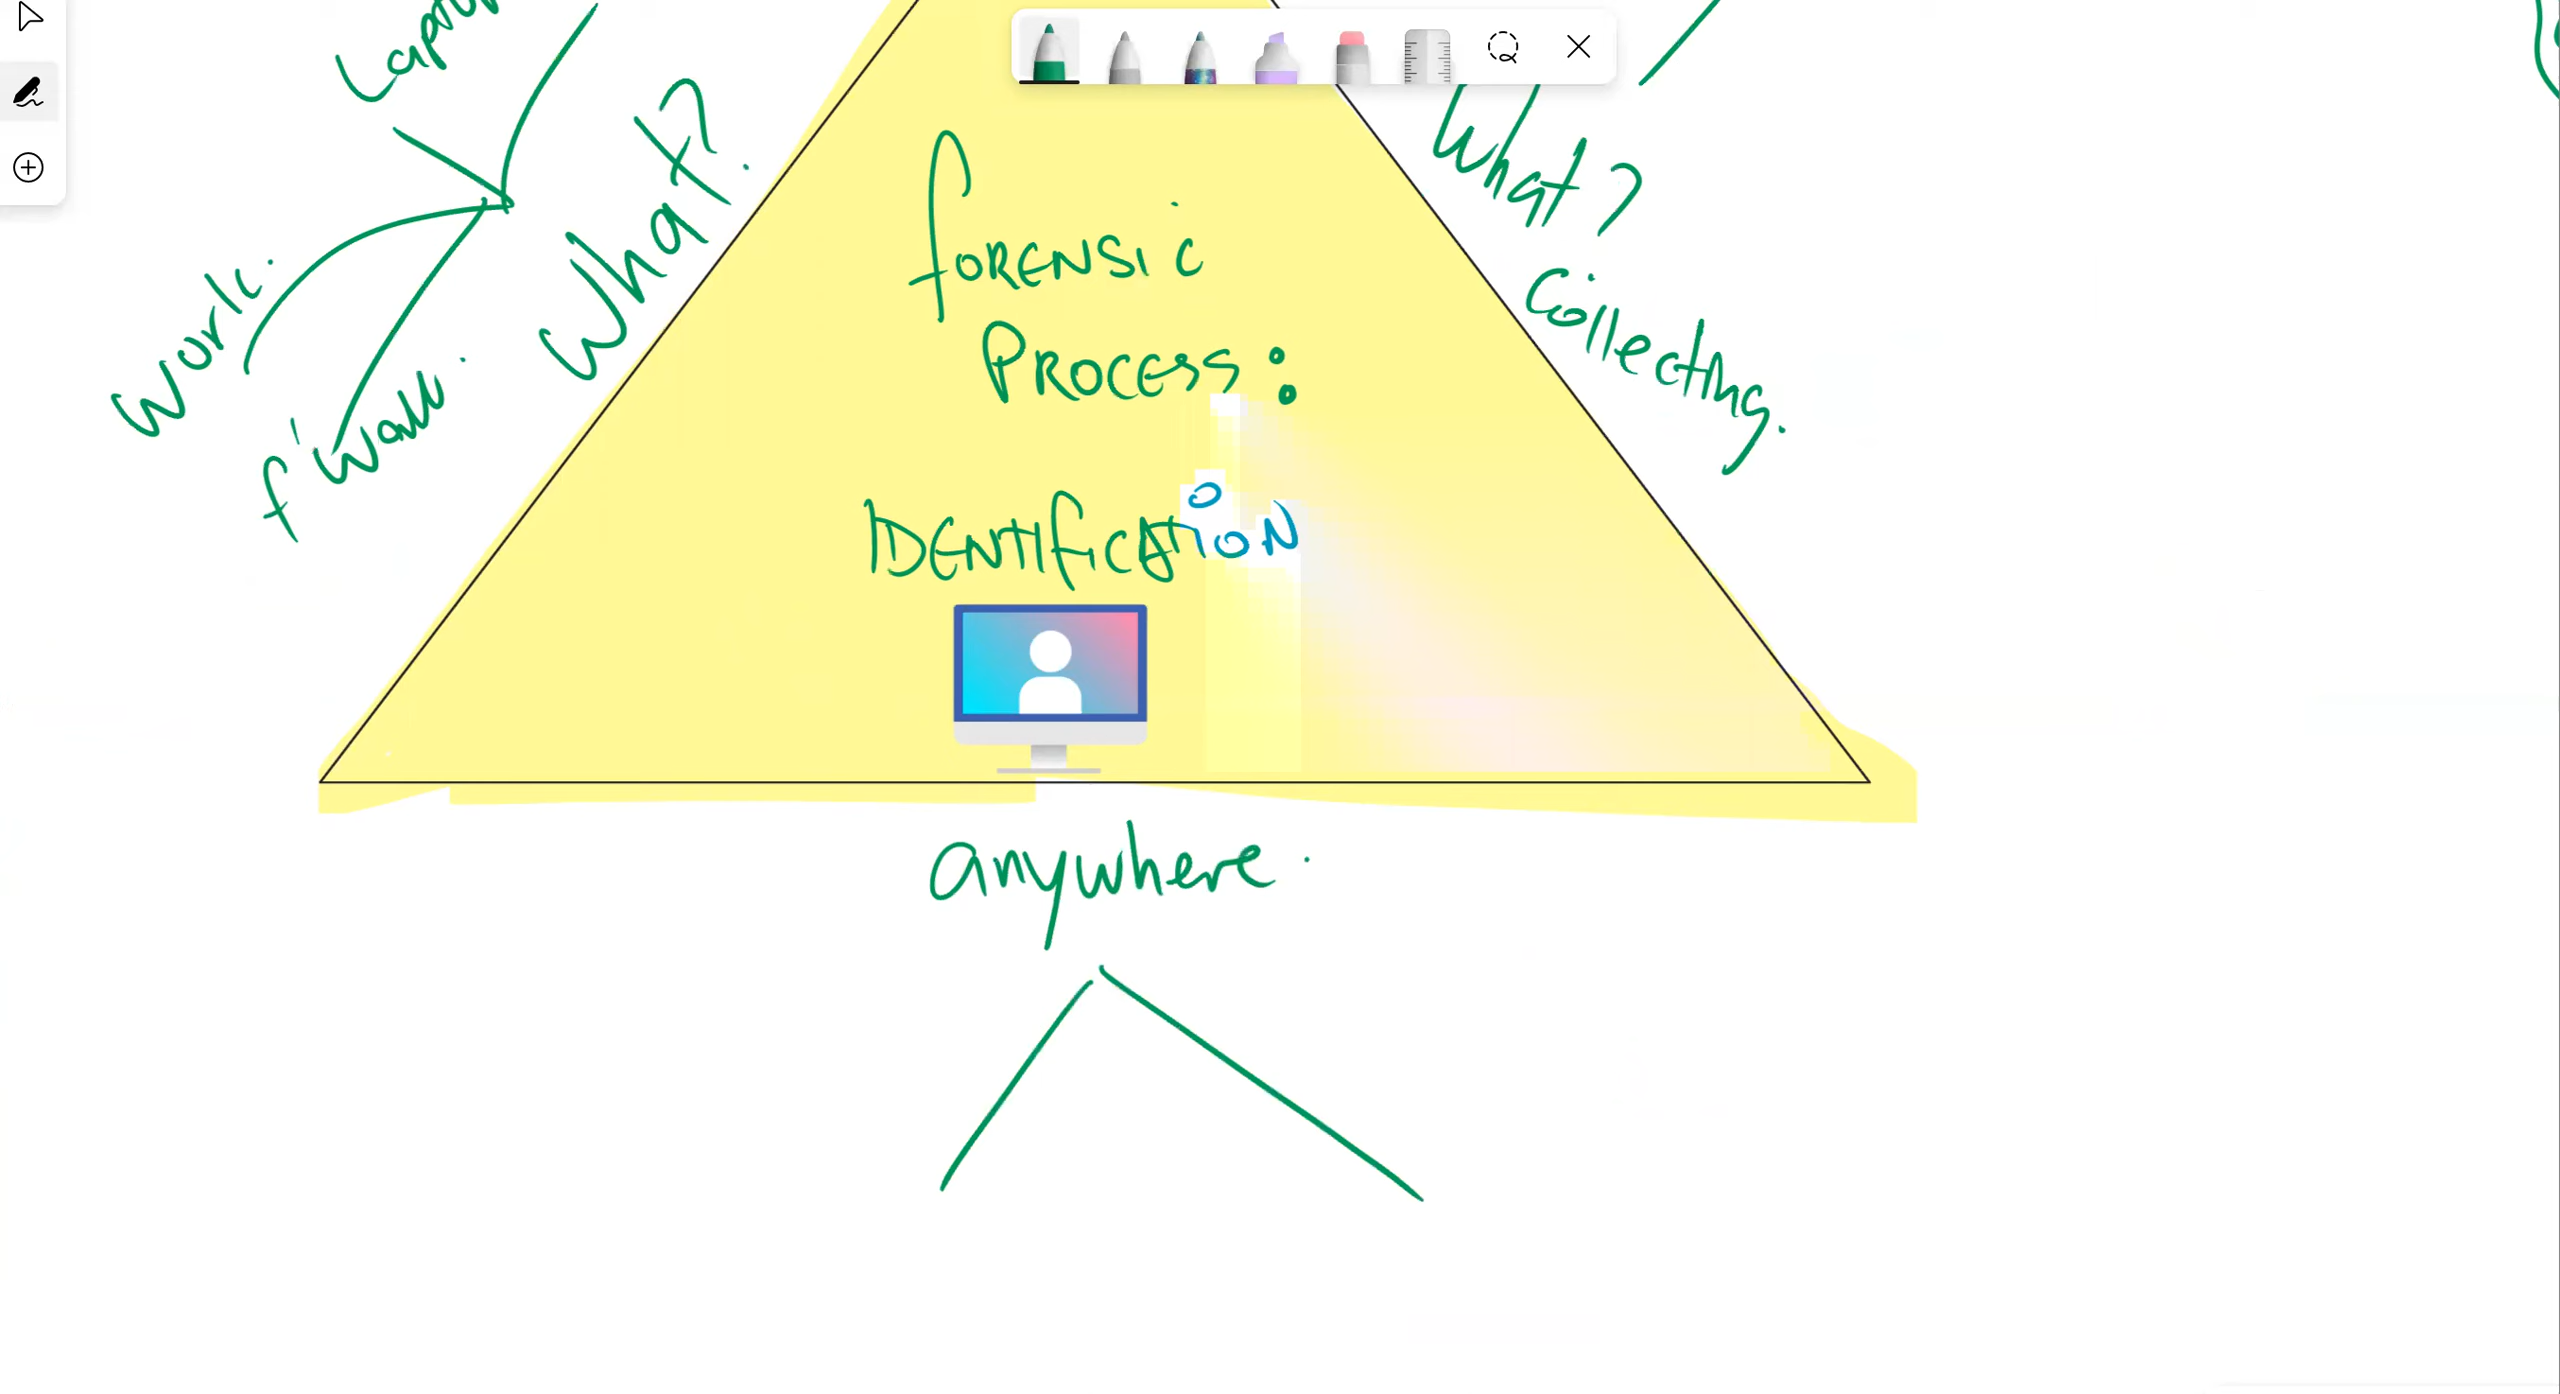 What?
Work.
f'wall.
What?
Collecting.
FORENSIC
PROCESS:
IDENTIFICATION
anywhere.